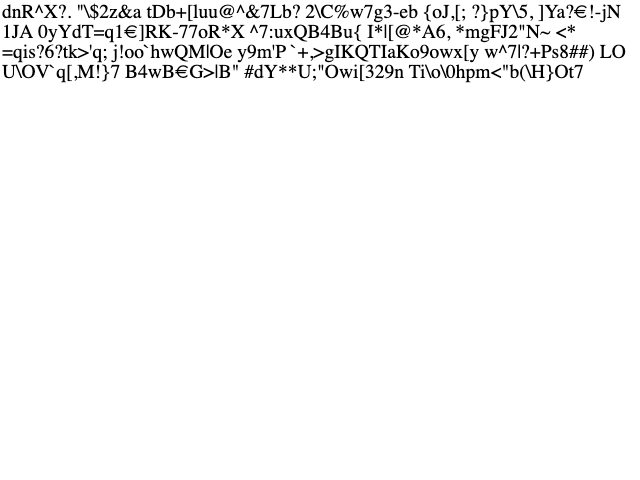 dnR^X?. "\$2z&a tDb+[luu@^&7Lb? 2\C%w7g3-eb {oJ,[; ?}pY\5, ]Ya?€!-jN
1JA 0yYdT=q1€]RK-77oR*X ^7:uxQB4Bu{ I*|[@*A6, *mgFJ2"N~ <*
=qis?6?tk>'q; j!oo`hwQM|Oe y9m'P `+,>gIKQTIaKo9owx[y w^7l?+Ps8##) LO
U\OV`q[,M!}7 B4wB€G>|B" #dY**U;"Owi[329n Ti\o\0hpm<"b(\H}Ot7